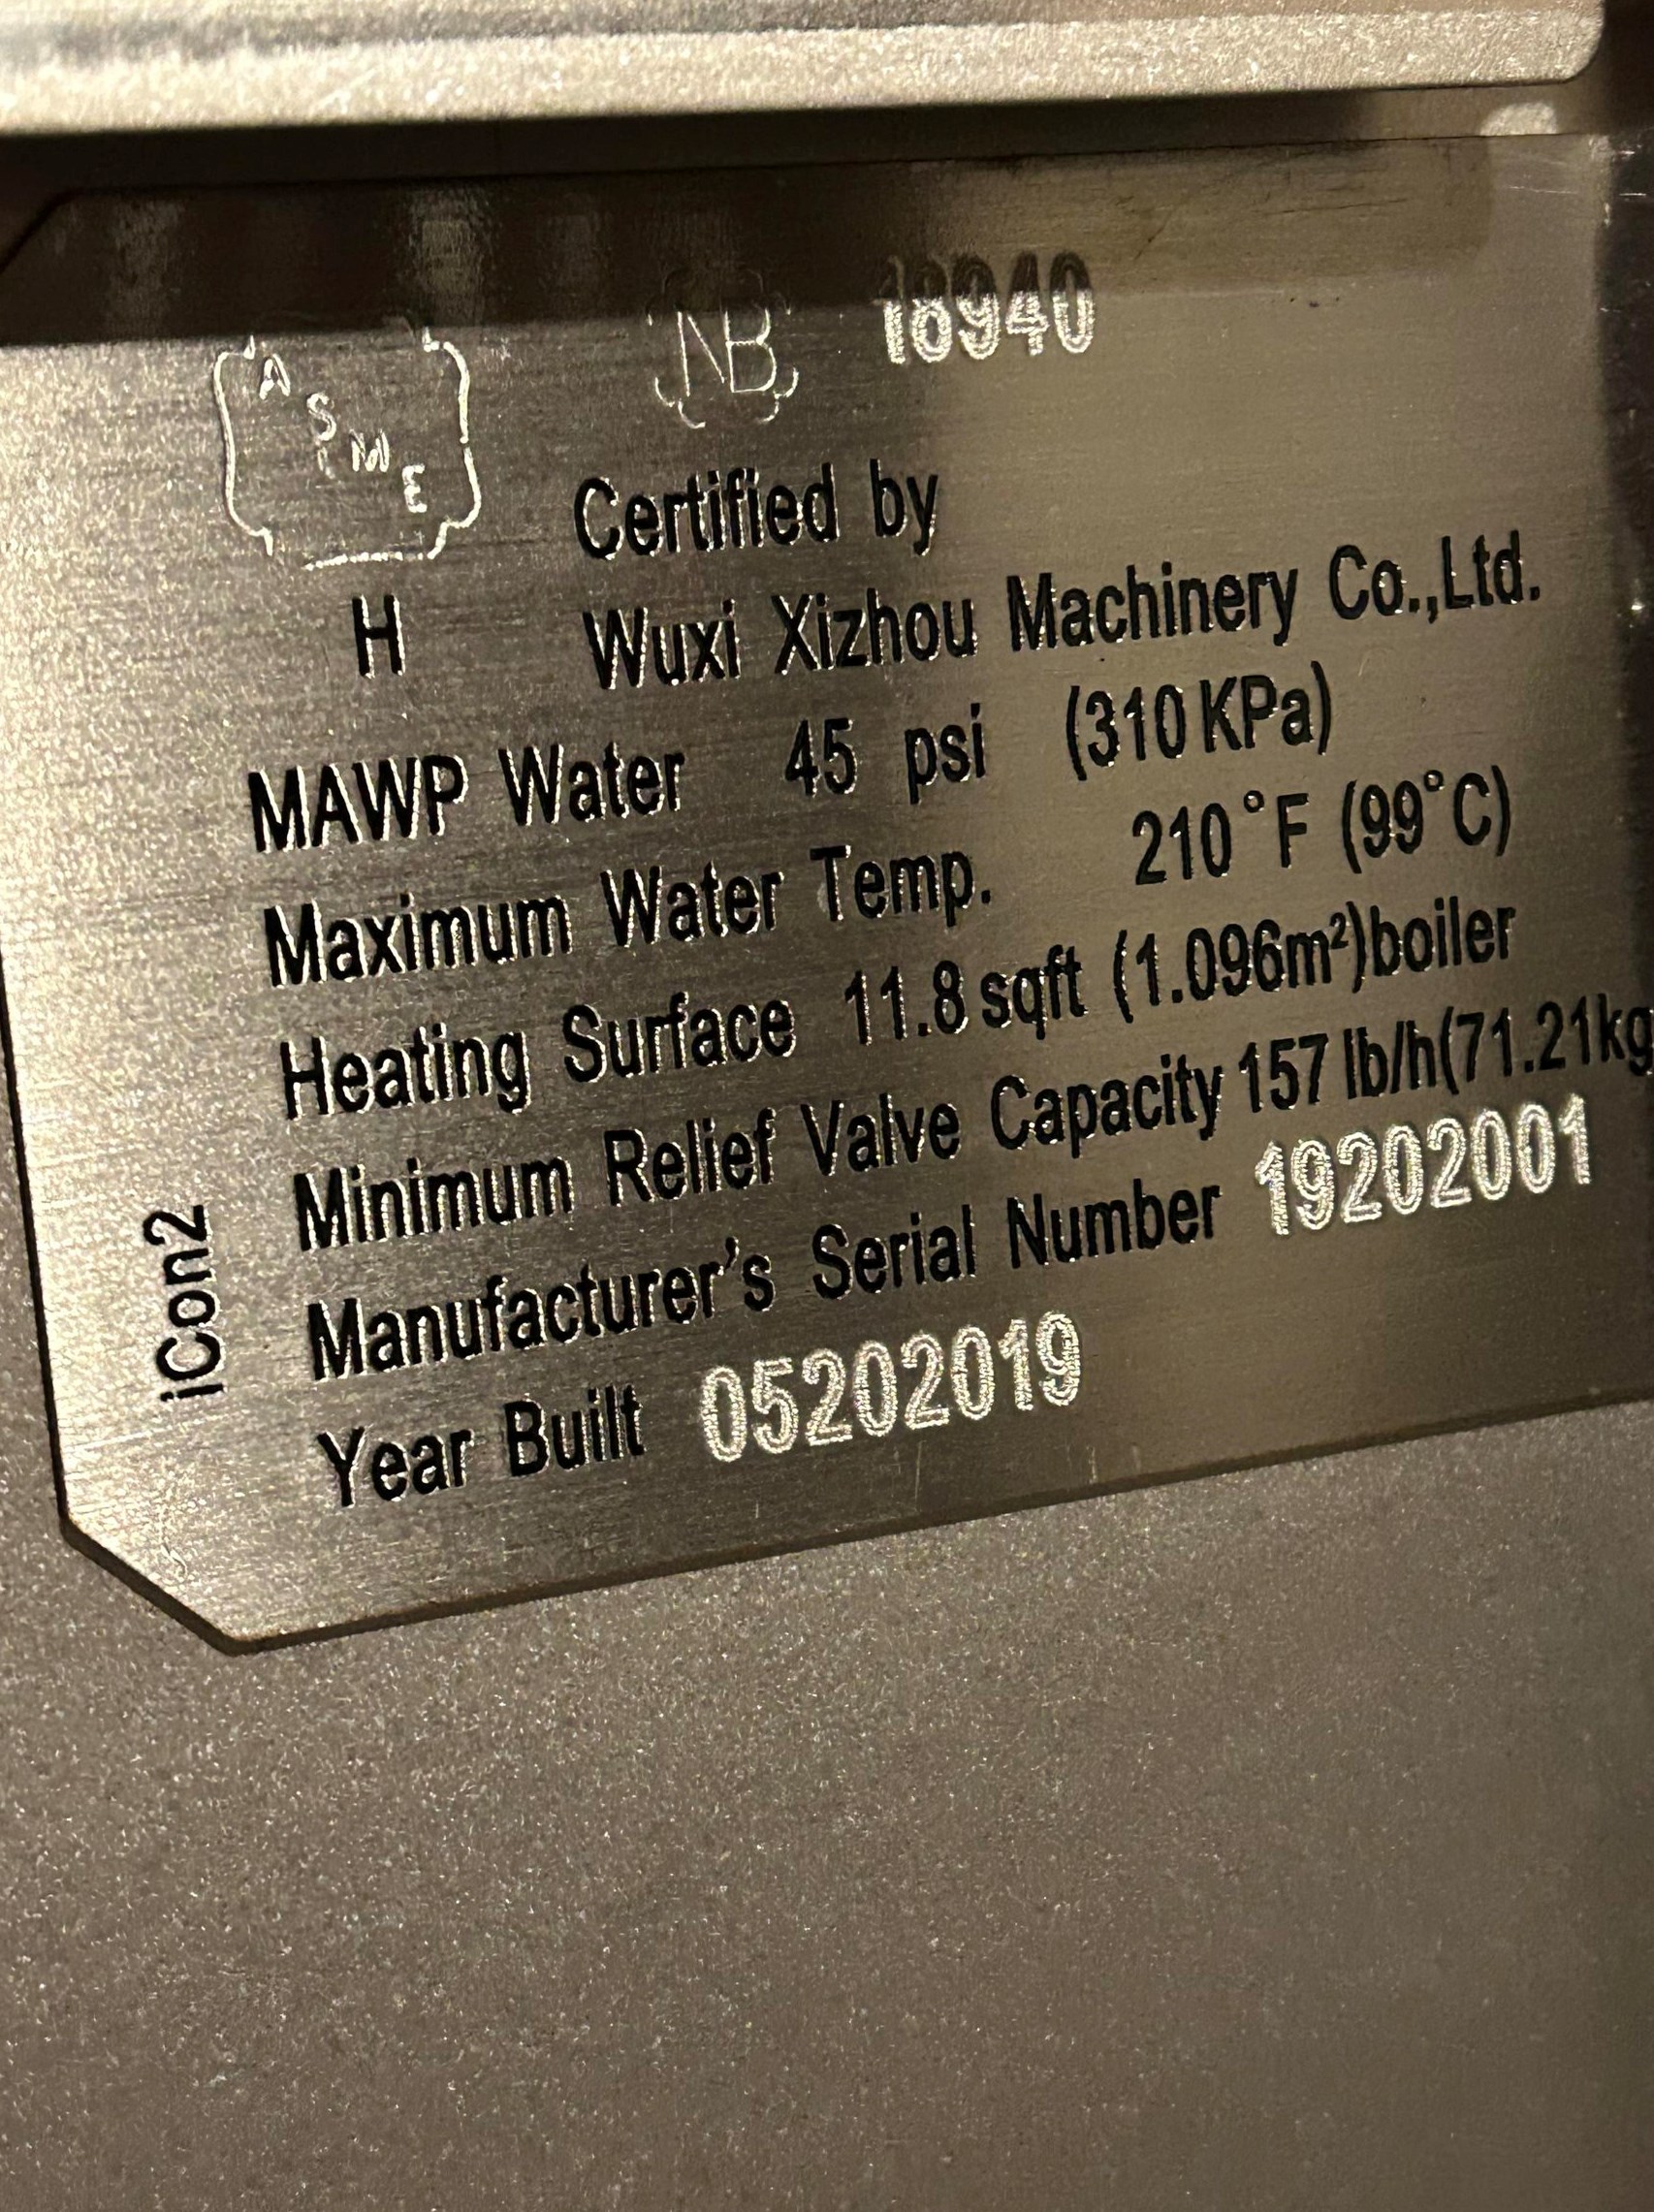 ASME NB 18940
Certified by
H Wuxi Xizhou Machinery Co.,Ltd.
MAWP Water 45 psi (310KPa)
Maximum Water Temp. 210°F (99°C)
Heating Surface 11.8 sqft (1.096m²)boiler
Minimum Relief Valve Capacity 157 lb/h(71.21kg
Manufacturer's Serial Number 19202001
Year Built 05202019
iCon2